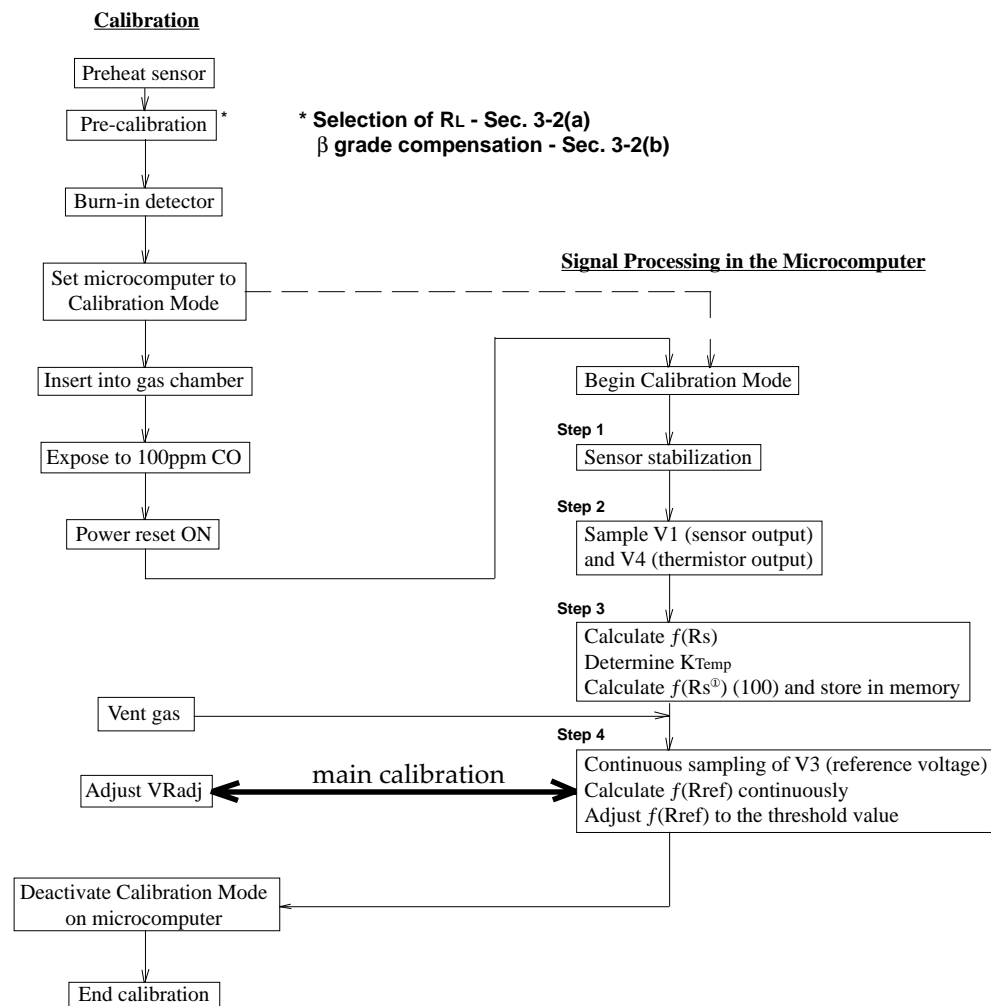 Calibration
Preheat sensor
Pre-calibration *
* Selection of RL - Sec. 3-2(a)
β grade compensation - Sec. 3-2(b)
Burn-in detector
Set microcomputer to
Calibration Mode
Insert into gas chamber
Expose to 100ppm CO
Power reset ON
Signal Processing in the Microcomputer
Begin Calibration Mode
Step 1
Sensor stabilization
Step 2
Sample V1 (sensor output)
and V4 (thermistor output)
Step 3
Calculate ƒ(Rs)
Determine KTemp
Calculate ƒ(Rs①) (100) and store in memory
Vent gas
Step 4
Continuous sampling of V3 (reference voltage)
Calculate ƒ(Rref) continuously
Adjust ƒ(Rref) to the threshold value
main calibration
Adjust VRadj
Deactivate Calibration Mode
on microcomputer
End calibration